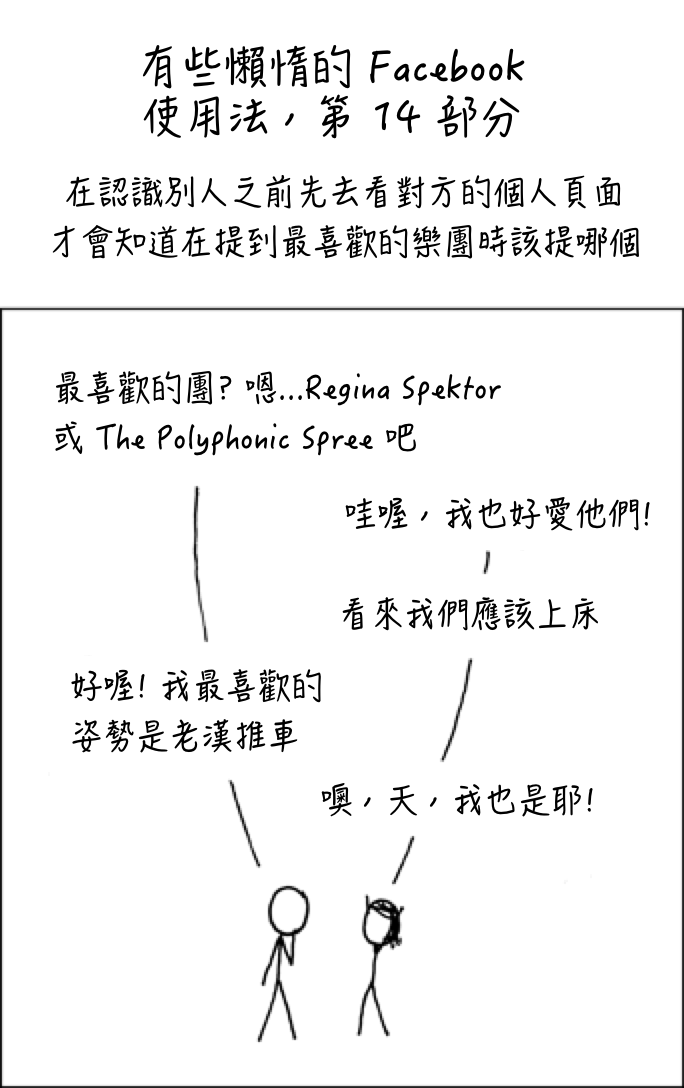 有些懶惰的 Facebook
使用法，第 14 部分
在認識別人之前先去看對方的個人頁面
才會知道在提到最喜歡的樂團時該提哪個
最喜歡的團? 嗯...Regina Spektor
或 The Polyphonic Spree 吧
哇喔，我也好愛他們!
看來我們應該上床
好喔! 我最喜歡的
姿勢是老漢推車
噢，天，我也是耶!